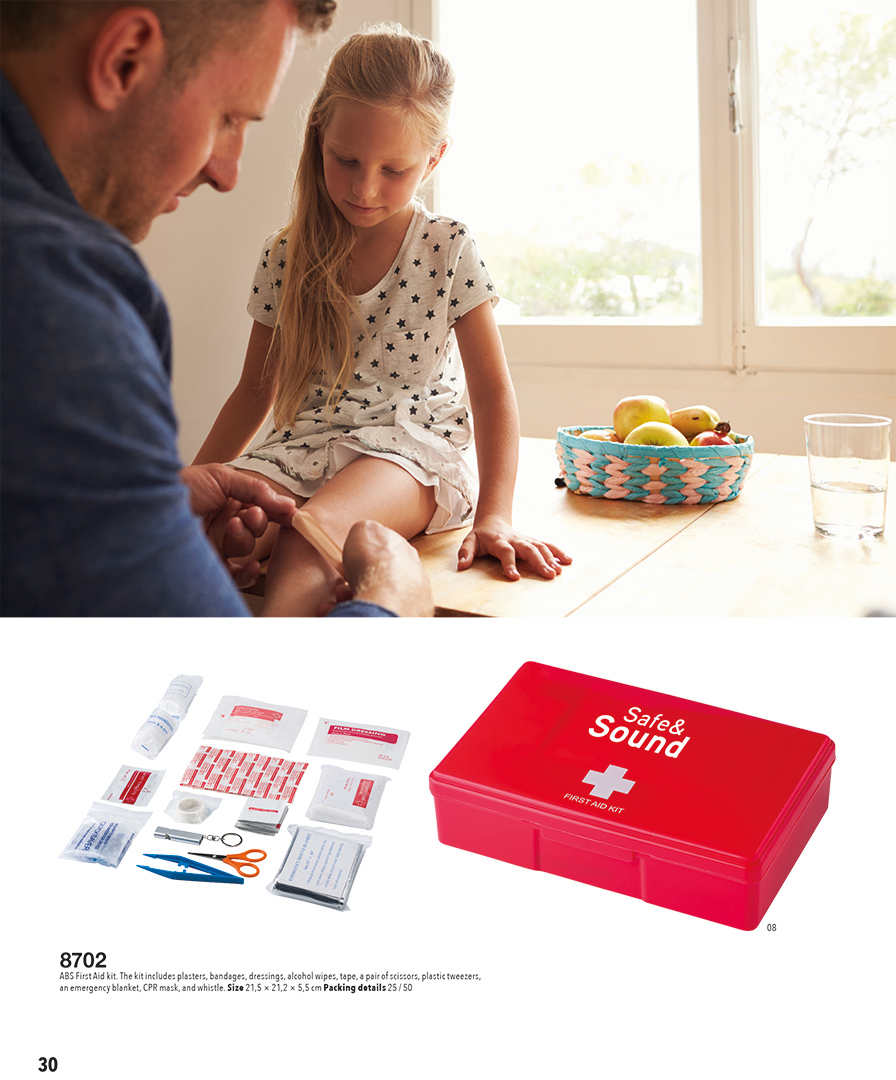 FILM DRESSING
Safe&
Sound
FIRST AID KIT
08
8702
ABS First Aid kit. The kit includes plasters, bandages, dressings, alcohol wipes, tape, a pair of scissors, plastic tweezers,
an emergency blanket, CPR mask, and whistle. Size 21,5 × 21,2 × 5,5 cm Packing details 25 / 50
30